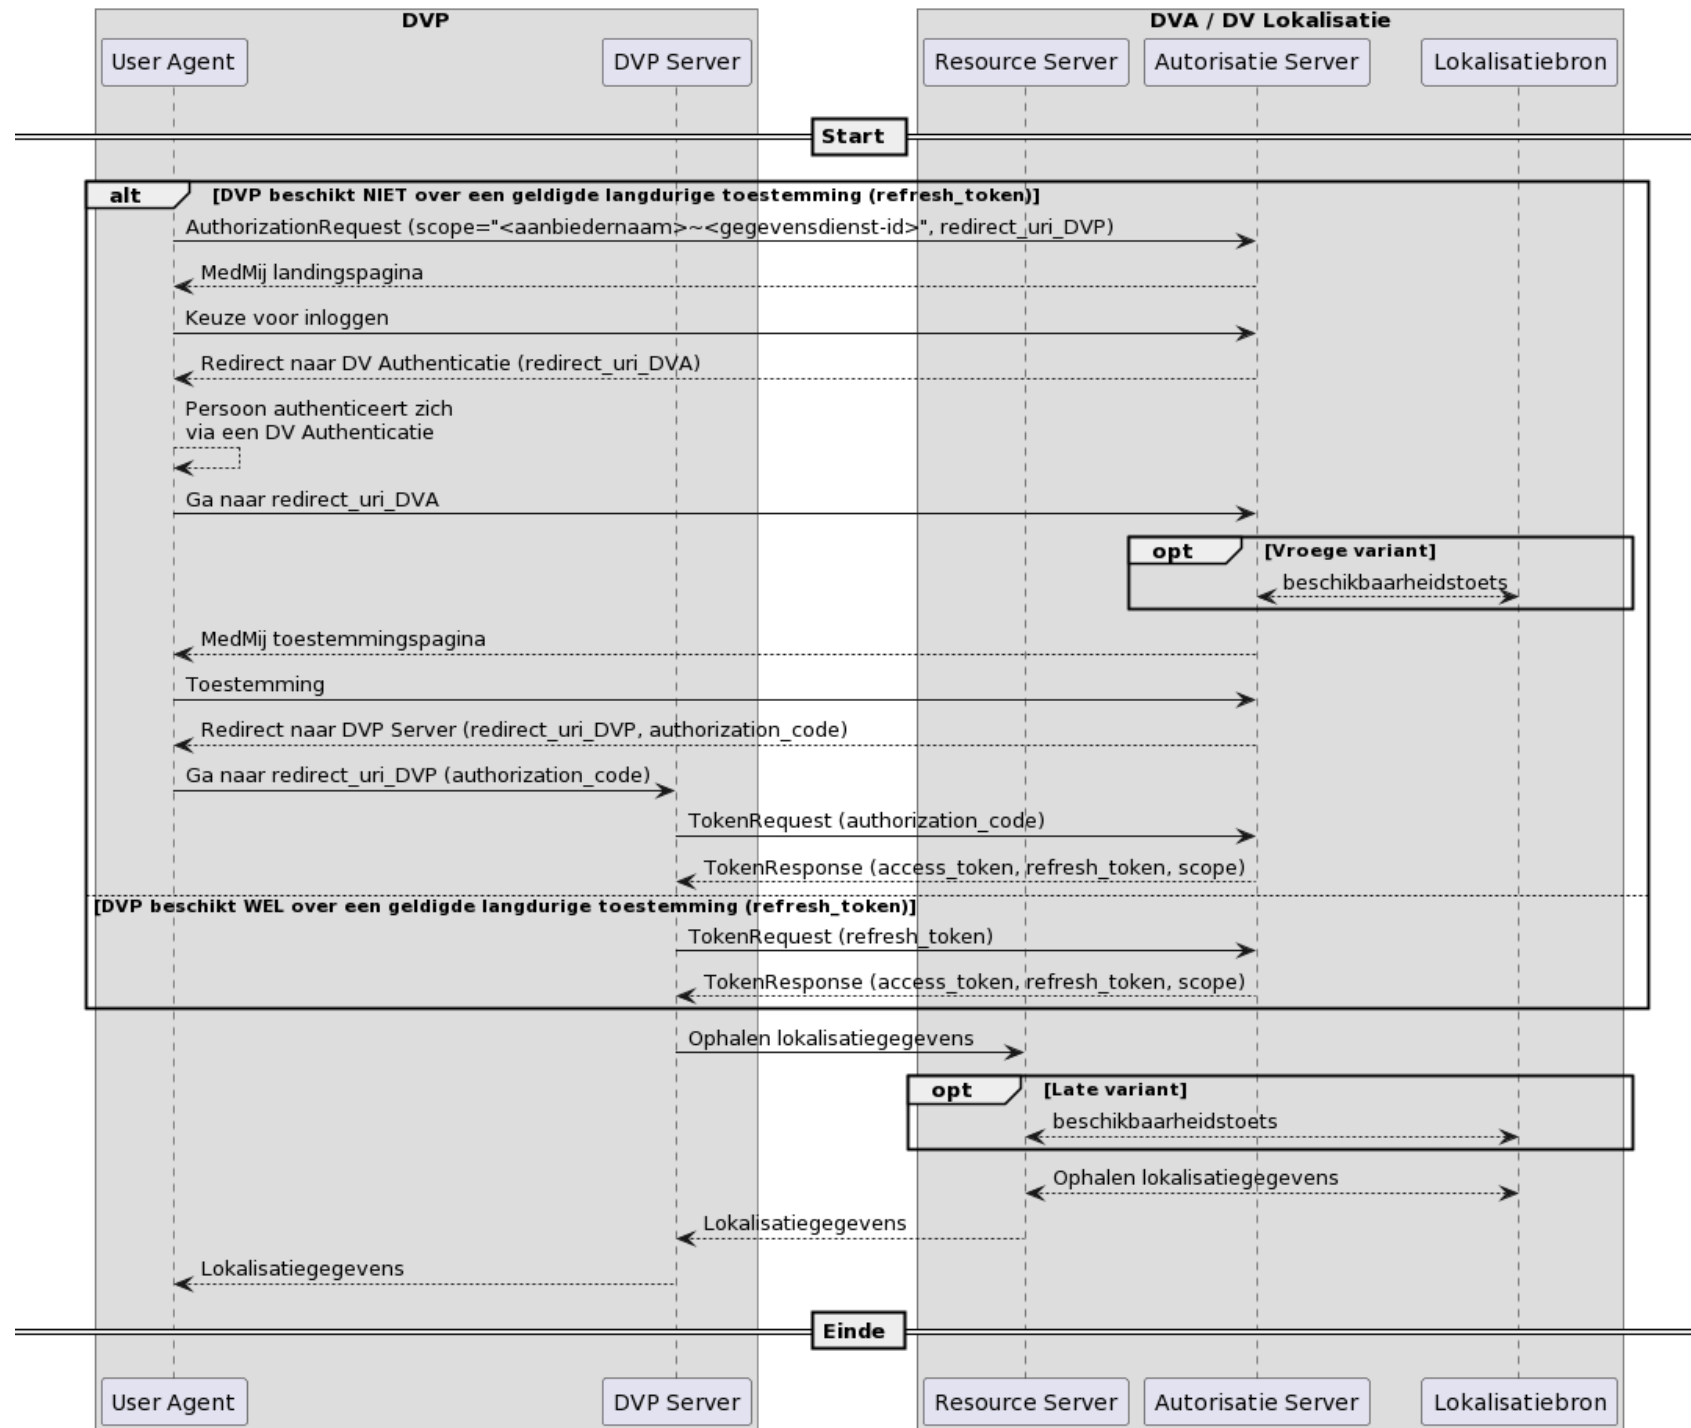 DVP
DVA / DV Lokalisatie
User Agent
DVP Server
Resource Server
Autorisatie Server
Lokalisatiebron
Start
alt
[DVP beschikt NIET over een geldigde langdurige toestemming (refresh_token)]
AuthorizationRequest (scope="<aanbiedernaam>~<gegevensdienst-id>", redirect_uri_DVP)
MedMij landingspagina
Keuze voor inloggen
Redirect naar DV Authenticatie (redirect_uri_DVA)
Persoon authenticeert zich
via een DV Authenticatie
Ga naar redirect_uri_DVA
opt
[Vroege variant]
beschikbaarheidstoets
MedMij toestemmingspagina
Toestemming
Redirect naar DVP Server (redirect_uri_DVP, authorization_code)
Ga naar redirect_uri_DVP (authorization_code)
TokenRequest (authorization_code)
TokenResponse (access_token, refresh_token, scope)
[DVP beschikt WEL over een geldigde langdurige toestemming (refresh_token)]
TokenRequest (refresh_token)
TokenResponse (access_token, refresh_token, scope)
Ophalen lokalisatiegegevens
opt
[Late variant]
beschikbaarheidstoets
Ophalen lokalisatiegegevens
Lokalisatiegegevens
Lokalisatiegegevens
Einde
User Agent
DVP Server
Resource Server
Autorisatie Server
Lokalisatiebron